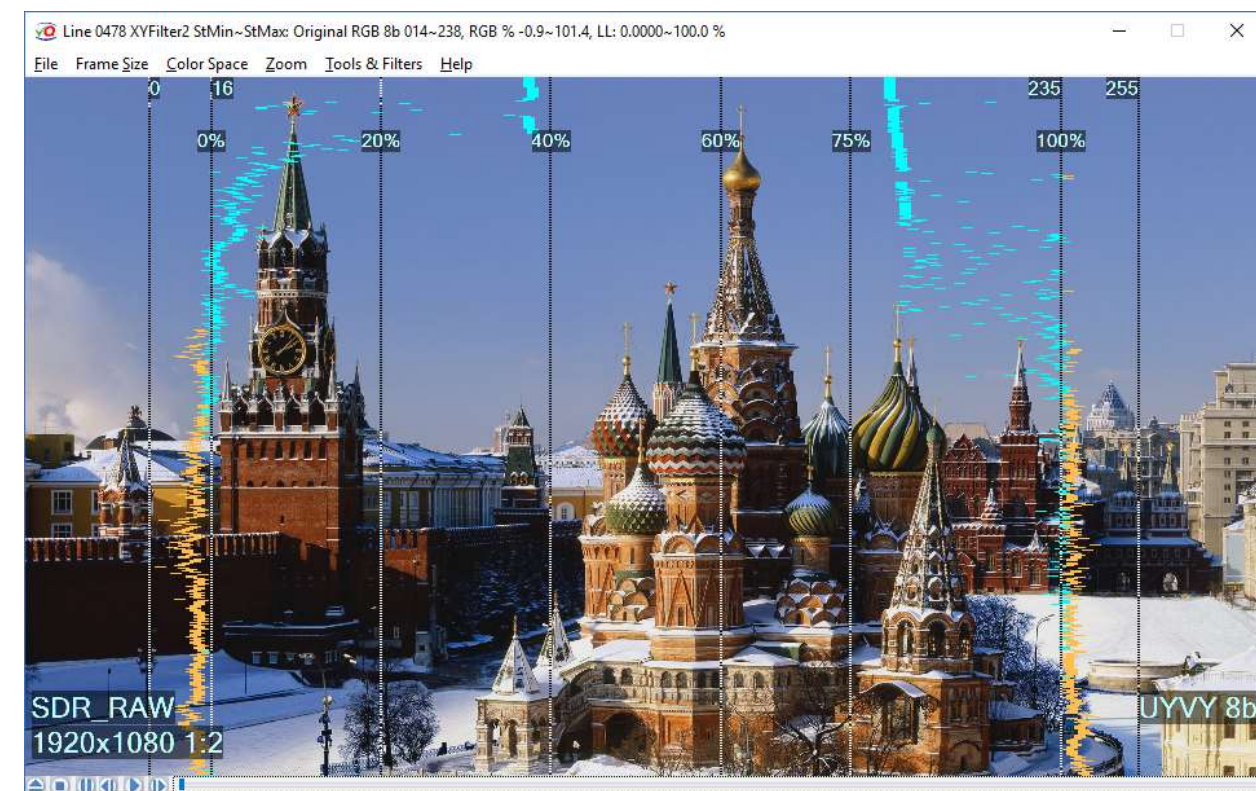 Line 0478 XYFilter2 StMin~StMax: Original RGB 8b 014~238, RGB % -0.9~101.4, LL: 0.0000~100.0 %
File Frame Size Color Space Zoom Tools & Filters Help
0 16 235 255
0% 20% 40% 60% 75% 100%
SDR_RAW UYVY 8b
1920x1080 1:2